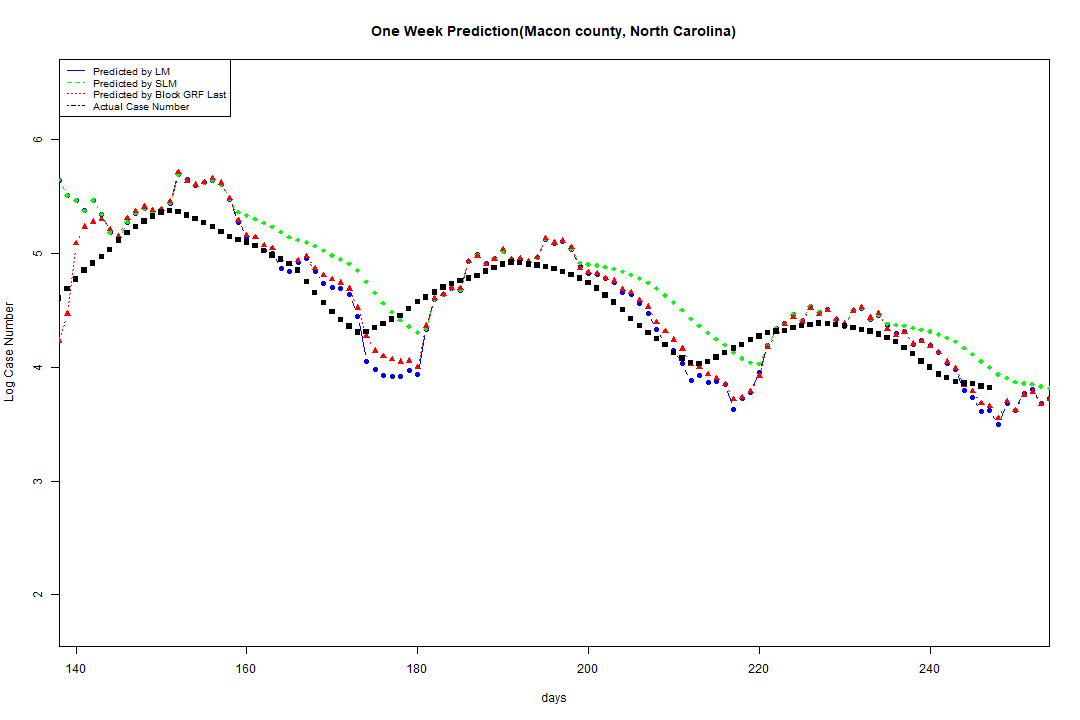 One Week Prediction(Macon county, North Carolina)
Predicted by LM
Predicted by SLM
Predicted by Block GRF Last
Actual Case Number
6
5
4
3
2
Log Case Number
140 160 180 200 220 240
days